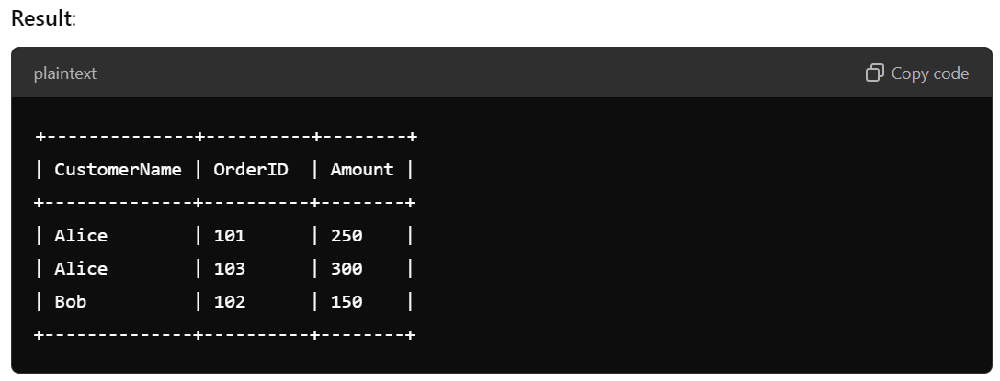 Result:
plaintext Copy code
+--------------+----------+--------+
| CustomerName | OrderID  | Amount |
+--------------+----------+--------+
| Alice        | 101      | 250    |
| Alice        | 103      | 300    |
| Bob          | 102      | 150    |
+--------------+----------+--------+